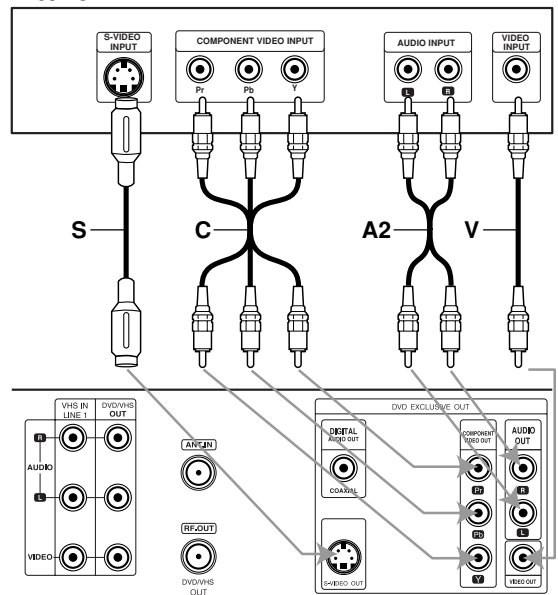 S-VIDEO
INPUT
COMPONENT VIDEO INPUT
Pr
Pb
Y
AUDIO INPUT
L
R
VIDEO
INPUT
S
C
A2
V
VHS IN
LINE 1
DVD/VHS
OUT
R
AUDIO
L
VIDEO
ANT.IN
RF.OUT
DVD/VHS
OUT
DVD EXCLUSIVE OUT
DIGITAL
AUDIO OUT
COAXIAL
S-VIDEO OUT
COMPONENT
VIDEO OUT
Pr
Pb
Y
AUDIO
OUT
R
L
VIDEO OUT